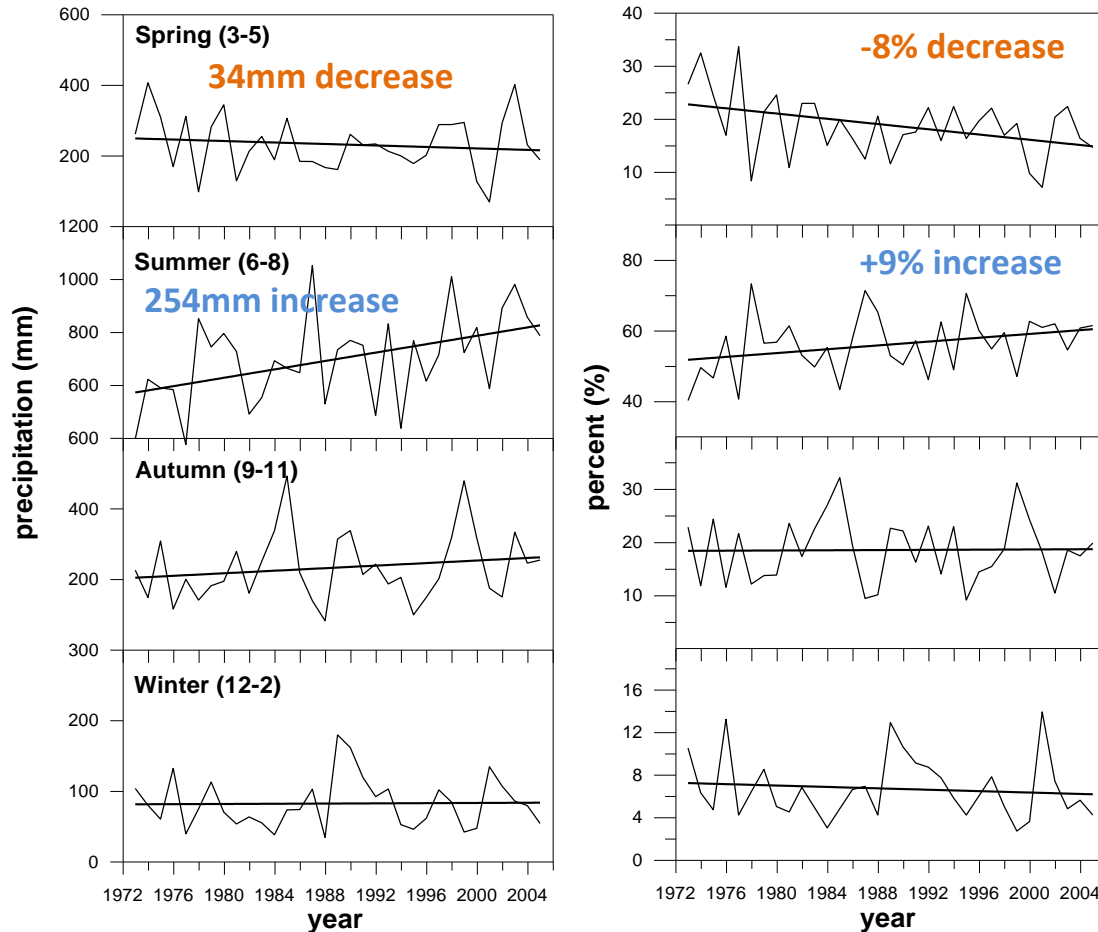 precipitation (mm)
600
Spring (3-5)
34mm decrease
400
200
1200
Summer (6-8)
254mm increase
1000
800
600
600
Autumn (9-11)
400
200
300
Winter (12-2)
200
100
0
1972 1976 1980 1984 1988 1992 1996 2000 2004
year
percent (%)
40
-8% decrease
30
20
10
80
+9% increase
60
40
30
20
10
16
12
8
4
0
1972 1976 1980 1984 1988 1992 1996 2000 2004
year